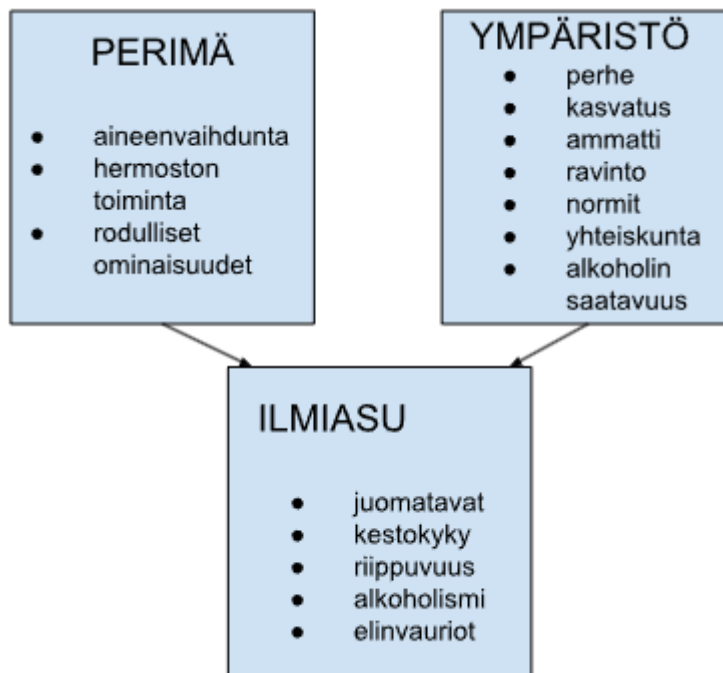 PERIMÄ
● aineenvaihdunta
● hermoston
toiminta
● rodulliset
ominaisuudet
YMPÄRISTÖ
● perhe
● kasvatus
● ammatti
● ravinto
● normit
● yhteiskunta
● alkoholin
saatavuus
ILMIASU
● juomatavat
● kestokyky
● riippuvuus
● alkoholismi
● elinvauriot